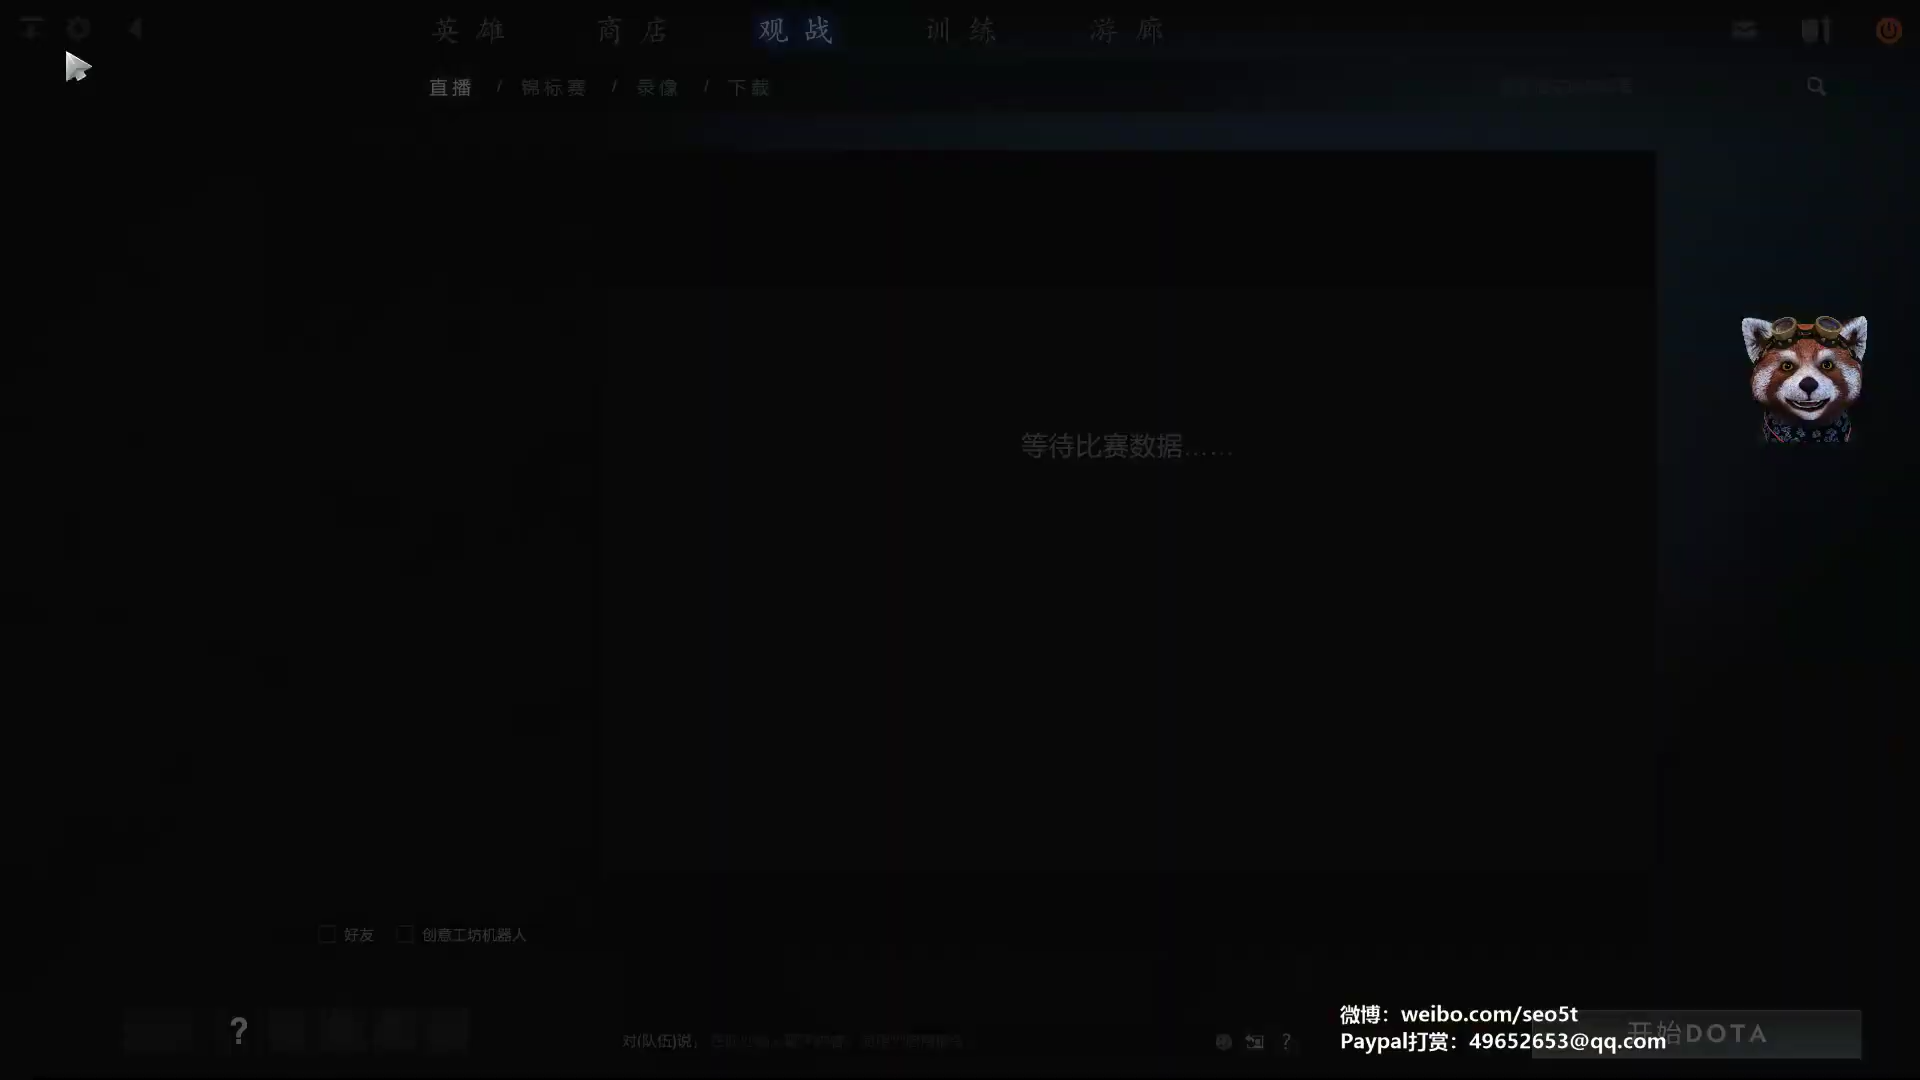 英雄
商店
观战
训练
游廊
直播 / 锦标赛 / 录像 / 下载
等待比赛数据……
好友
创意工坊机器人
?
对(队伍)说,
?
微博：weibo.com/seo5t
开始DOTA
Paypal打赏：49652653@qq.com